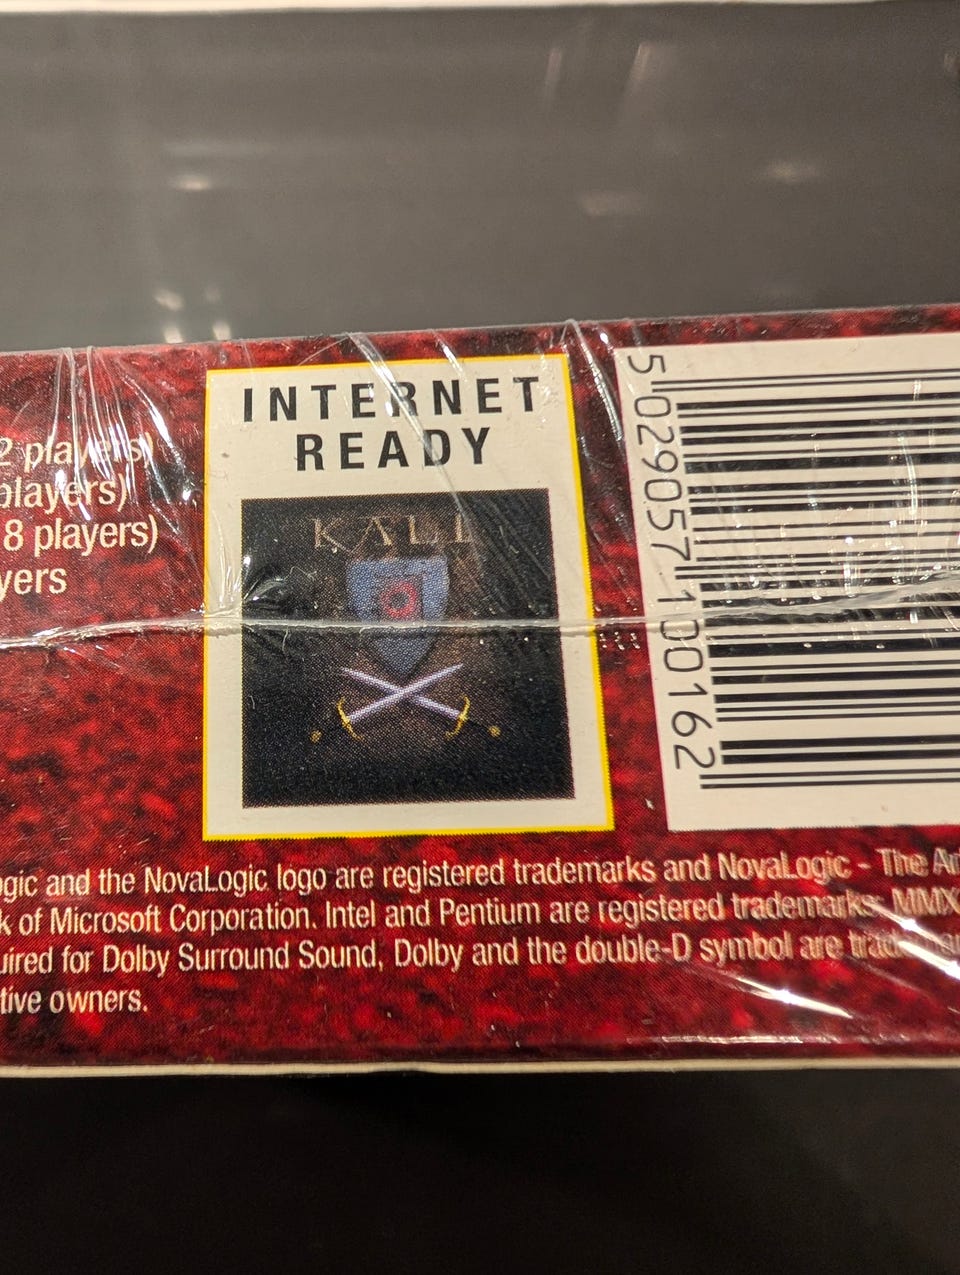 INTERNET
READY
KALI
2 players)
players)
8 players)
yers
5 029057 100162
ogic and the NovaLogic logo are registered trademarks and NovaLogic - The Ar
k of Microsoft Corporation. Intel and Pentium are registered trademarks. MMX
uired for Dolby Surround Sound, Dolby and the double-D symbol are trademar
tive owners.